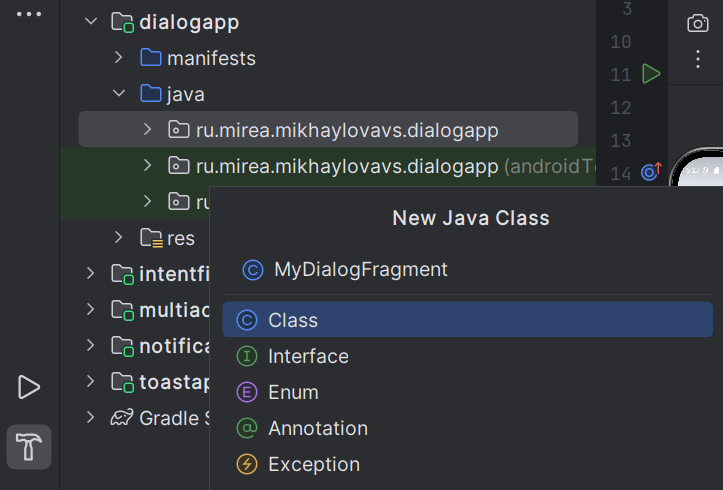 dialogapp
3
manifests
10
java
11
ru.mirea.mikhaylovavs.dialogapp
12
13
ru.mirea.mikhaylovavs.dialogapp (androidTe
14
ru
New Java Class
res
MyDialogFragment
intentfi
multiac
Class
notifica
Interface
toastap
Enum
Gradle S
Annotation
Exception